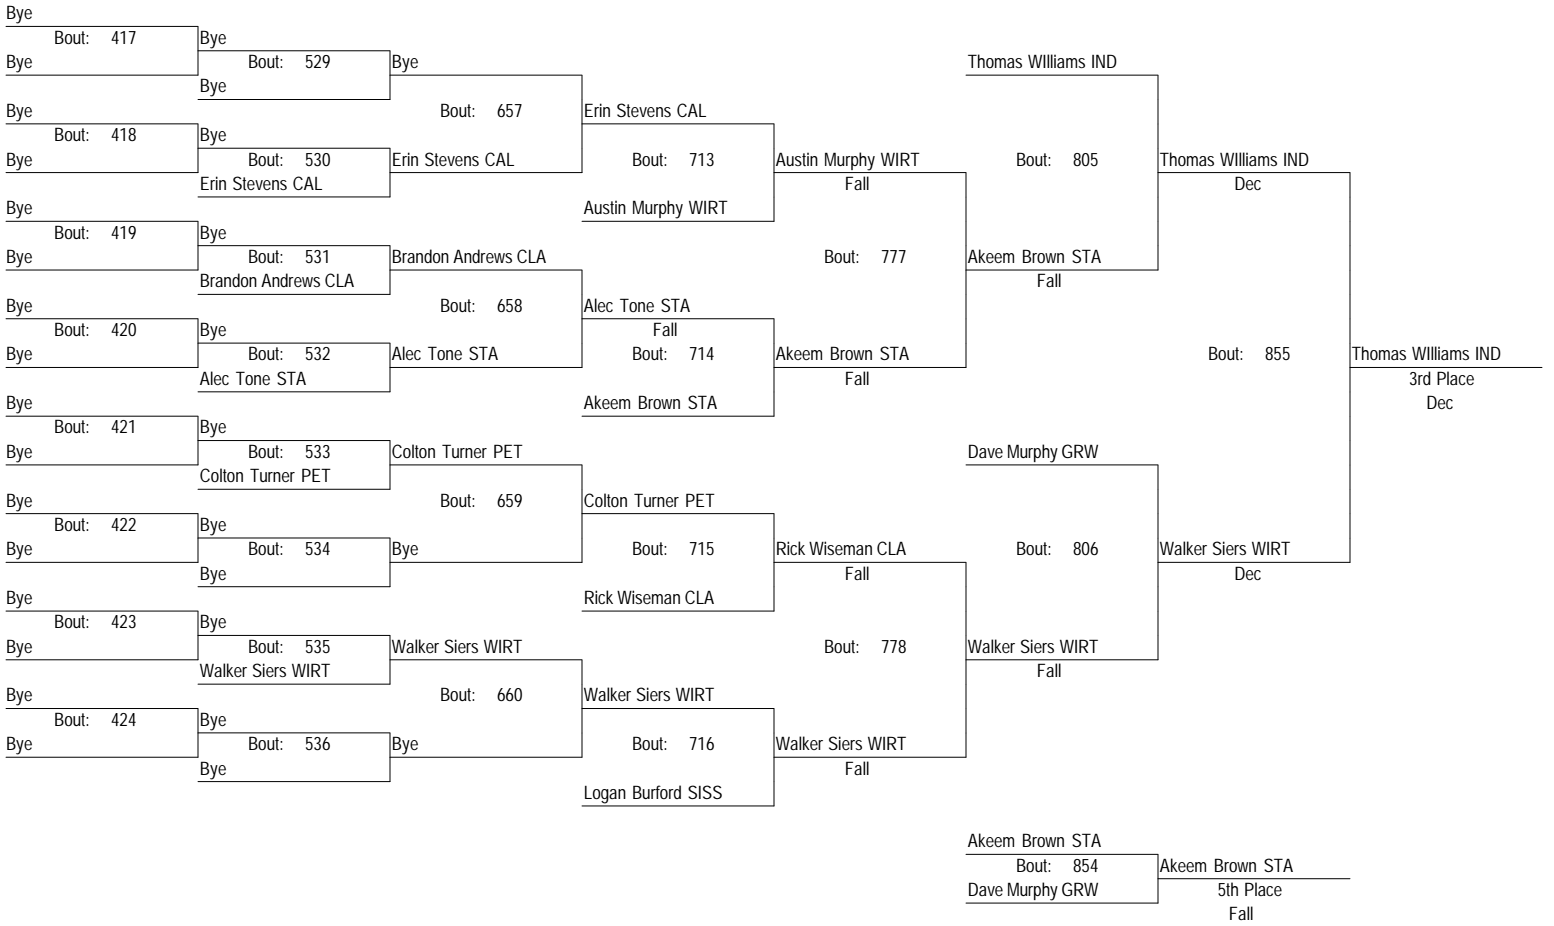 Bye
Bout: 417
Bye
Bye
Bout: 529
Bye
Bye
Thomas WIlliams IND
Bye
Bout: 657
Erin Stevens CAL
Bye
Bout: 418
Bye
Bye
Bout: 530
Erin Stevens CAL
Bout: 713
Austin Murphy WIRT
Bout: 805
Thomas WIlliams IND
Erin Stevens CAL
Fall
Dec
Bye
Austin Murphy WIRT
Bout: 419
Bye
Bye
Bout: 531
Brandon Andrews CLA
Bout: 777
Akeem Brown STA
Brandon Andrews CLA
Fall
Bye
Bout: 658
Alec Tone STA
Bout: 420
Bye
Fall
Bye
Bout: 532
Alec Tone STA
Bout: 714
Akeem Brown STA
Bout: 855
Thomas WIlliams IND
Alec Tone STA
Fall
3rd Place
Bye
Akeem Brown STA
Dec
Bout: 421
Bye
Bye
Bout: 533
Colton Turner PET
Dave Murphy GRW
Colton Turner PET
Bye
Bout: 659
Colton Turner PET
Bout: 422
Bye
Bye
Bout: 534
Bye
Bout: 715
Rick Wiseman CLA
Bout: 806
Walker Siers WIRT
Bye
Fall
Dec
Bye
Rick Wiseman CLA
Bout: 423
Bye
Bye
Bout: 535
Walker Siers WIRT
Bout: 778
Walker Siers WIRT
Walker Siers WIRT
Fall
Bye
Bout: 660
Walker Siers WIRT
Bout: 424
Bye
Bye
Bout: 536
Bye
Bout: 716
Walker Siers WIRT
Bye
Fall
Logan Burford SISS
Akeem Brown STA
Bout: 854
Akeem Brown STA
Dave Murphy GRW
5th Place
Fall